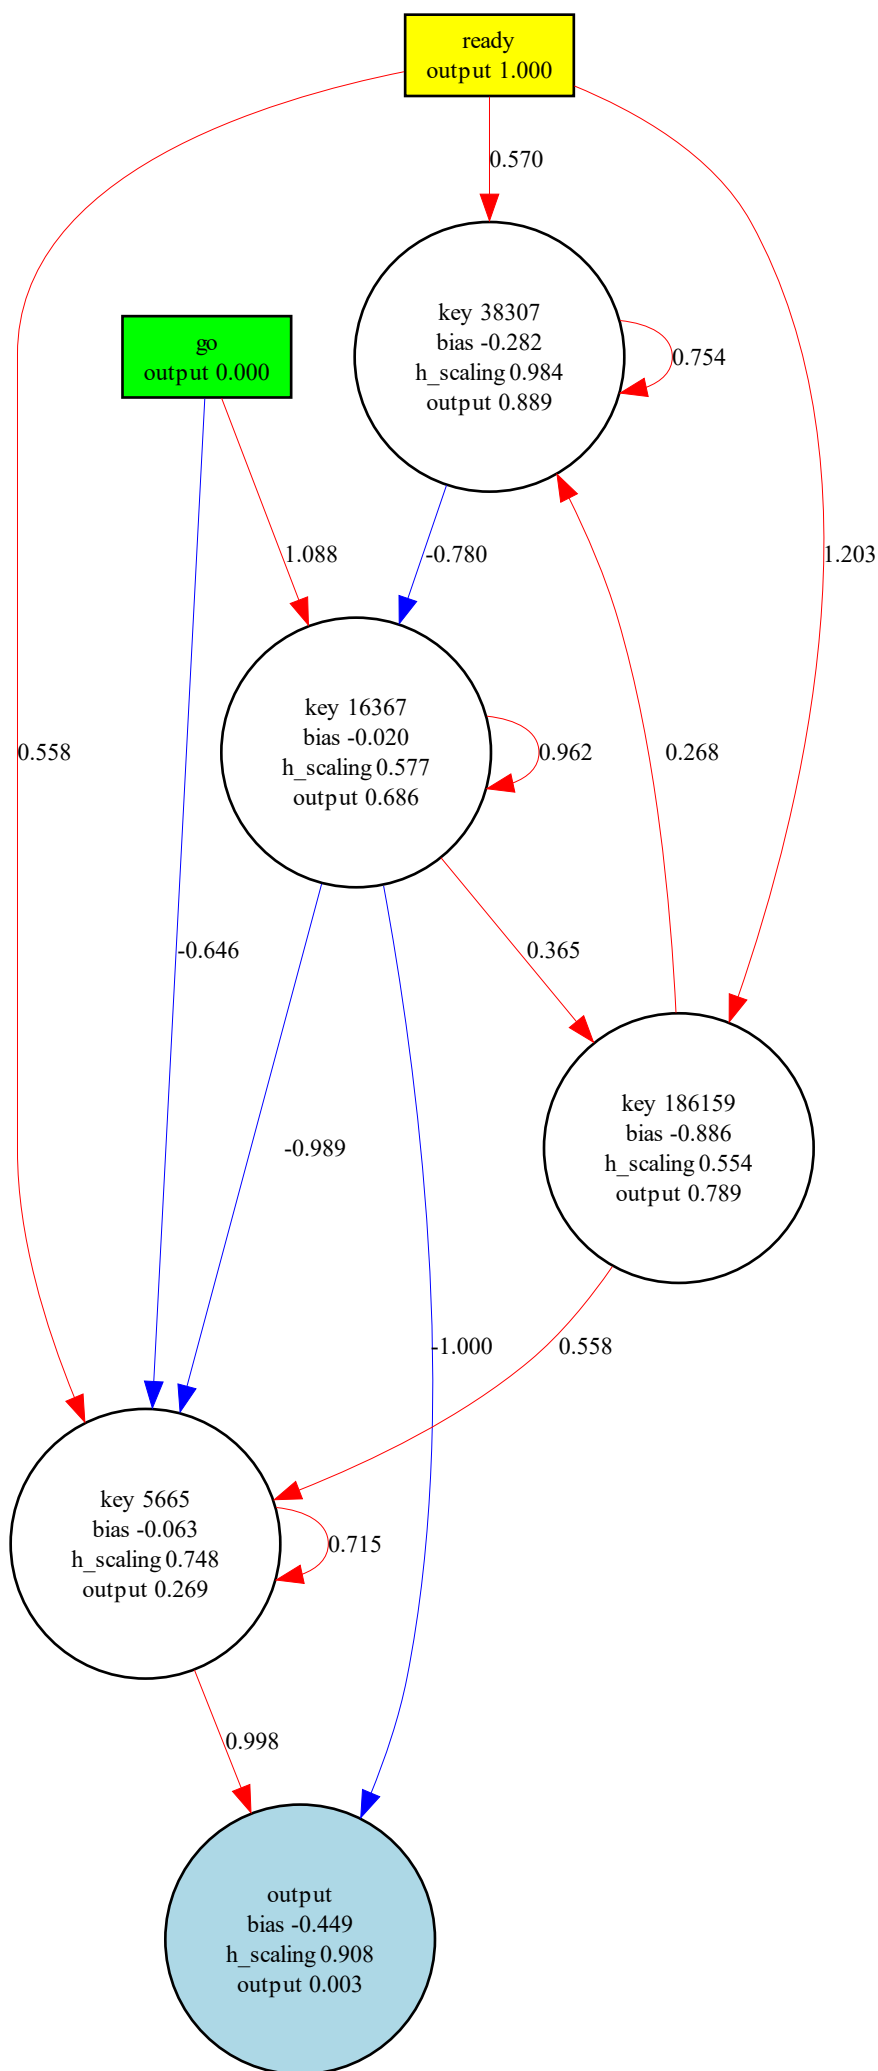 ready
output 1.000
0.570
go
output 0.000
key 38307
bias -0.282
h_scaling 0.984
output 0.889
0.754
1.088
-0.780
1.203
0.558
key 16367
bias -0.020
h_scaling 0.577
output 0.686
0.962
0.268
-0.646
0.365
-0.989
key 186159
bias -0.886
h_scaling 0.554
output 0.789
-1.000
0.558
key 5665
bias -0.063
h_scaling 0.748
output 0.269
0.715
0.998
output
bias -0.449
h_scaling 0.908
output 0.003